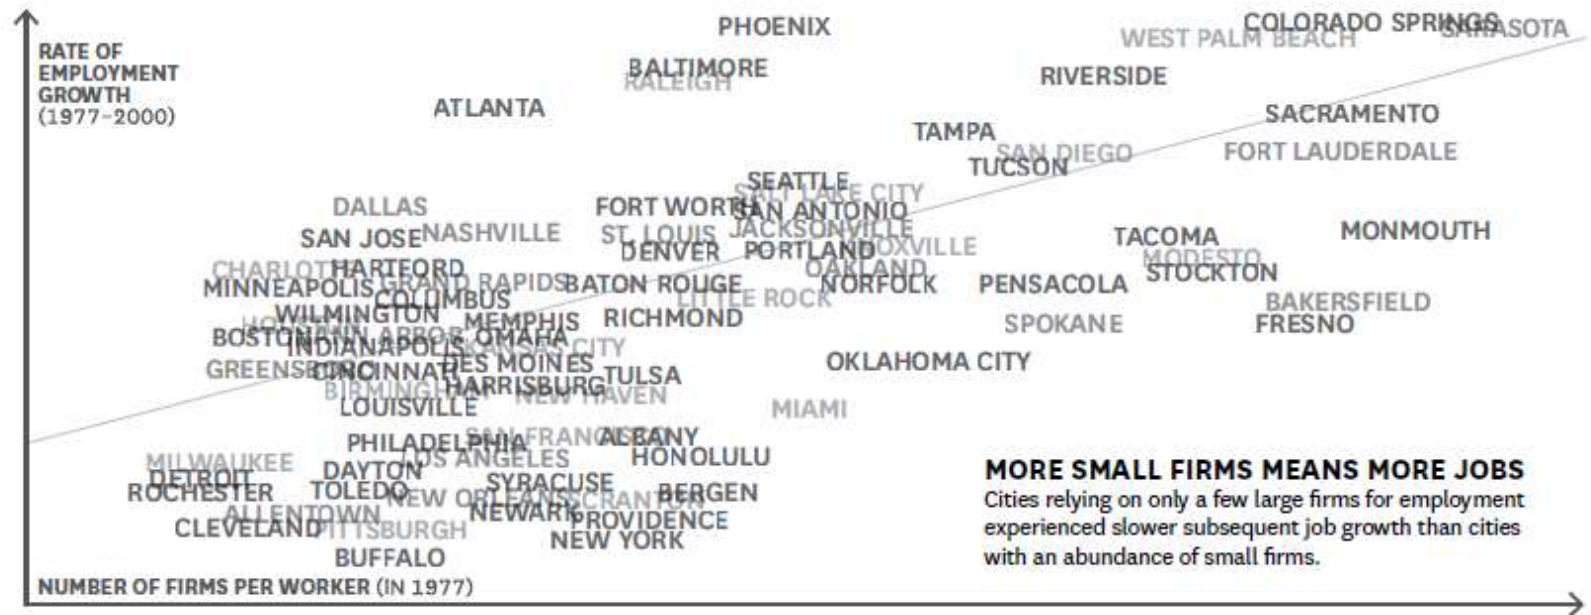 PHOENIX
COLORADO SPRINGS
SARASOTA
WEST PALM BEACH
RATE OF
EMPLOYMENT
GROWTH
(1977–2000)
BALTIMORE
RALEIGH
RIVERSIDE
ATLANTA
SACRAMENTO
TAMPA
SAN DIEGO
FORT LAUDERDALE
TUCSON
SEATTLE
SALT LAKE CITY
DALLAS
FORT WORTH
SAN ANTONIO
NASHVILLE
JACKSONVILLE
MONMOUTH
SAN JOSE
ST. LOUIS
TACOMA
DENVER
PORTLAND
KNOXVILLE
MODESTO
CHARLOTTE
HARTFORD
OAKLAND
STOCKTON
MINNEAPOLIS
GRAND RAPIDS
BATON ROUGE
NORFOLK
PENSACOLA
COLUMBUS
LITTLE ROCK
BAKERSFIELD
WILMINGTON
MEMPHIS
RICHMOND
SPOKANE
FRESNO
BOSTON
ANN ARBOR
OMAHA
INDIANAPOLIS
KANSAS CITY
OKLAHOMA CITY
GREENSBORO
CINCINNATI
DES MOINES
TULSA
BIRMINGHAM
HARRISBURG
NEW HAVEN
LOUISVILLE
MIAMI
PHILADELPHIA
SAN FRANCISCO
ALBANY
MILWAUKEE
LOS ANGELES
HONOLULU
DETROIT
DAYTON
SYRACUSE
ROCHESTER
TOLEDO
NEW ORLEANS
SCRANTON
BERGEN
ALLENTOWN
NEWARK
PROVIDENCE
CLEVELAND
PITTSBURGH
NEW YORK
BUFFALO
MORE SMALL FIRMS MEANS MORE JOBS
Cities relying on only a few large firms for employment
experienced slower subsequent job growth than cities
with an abundance of small firms.
NUMBER OF FIRMS PER WORKER (IN 1977)